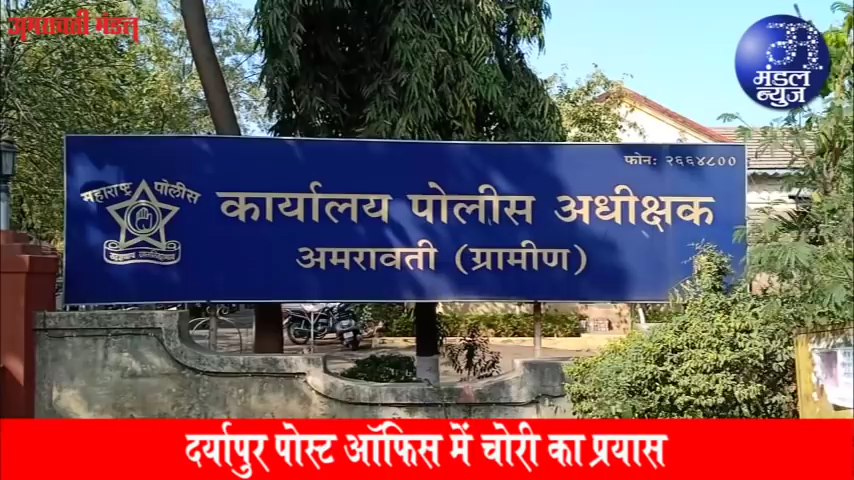 अमरावती मंडल
मंडल
न्युज
फोन: २६६४८००
महाराष्ट्र पोलीस
कार्यालय पोलीस अधीक्षक
अमरावती (ग्रामीण)
दर्यापुर पोस्ट ऑफिस में चोरी का प्रयास